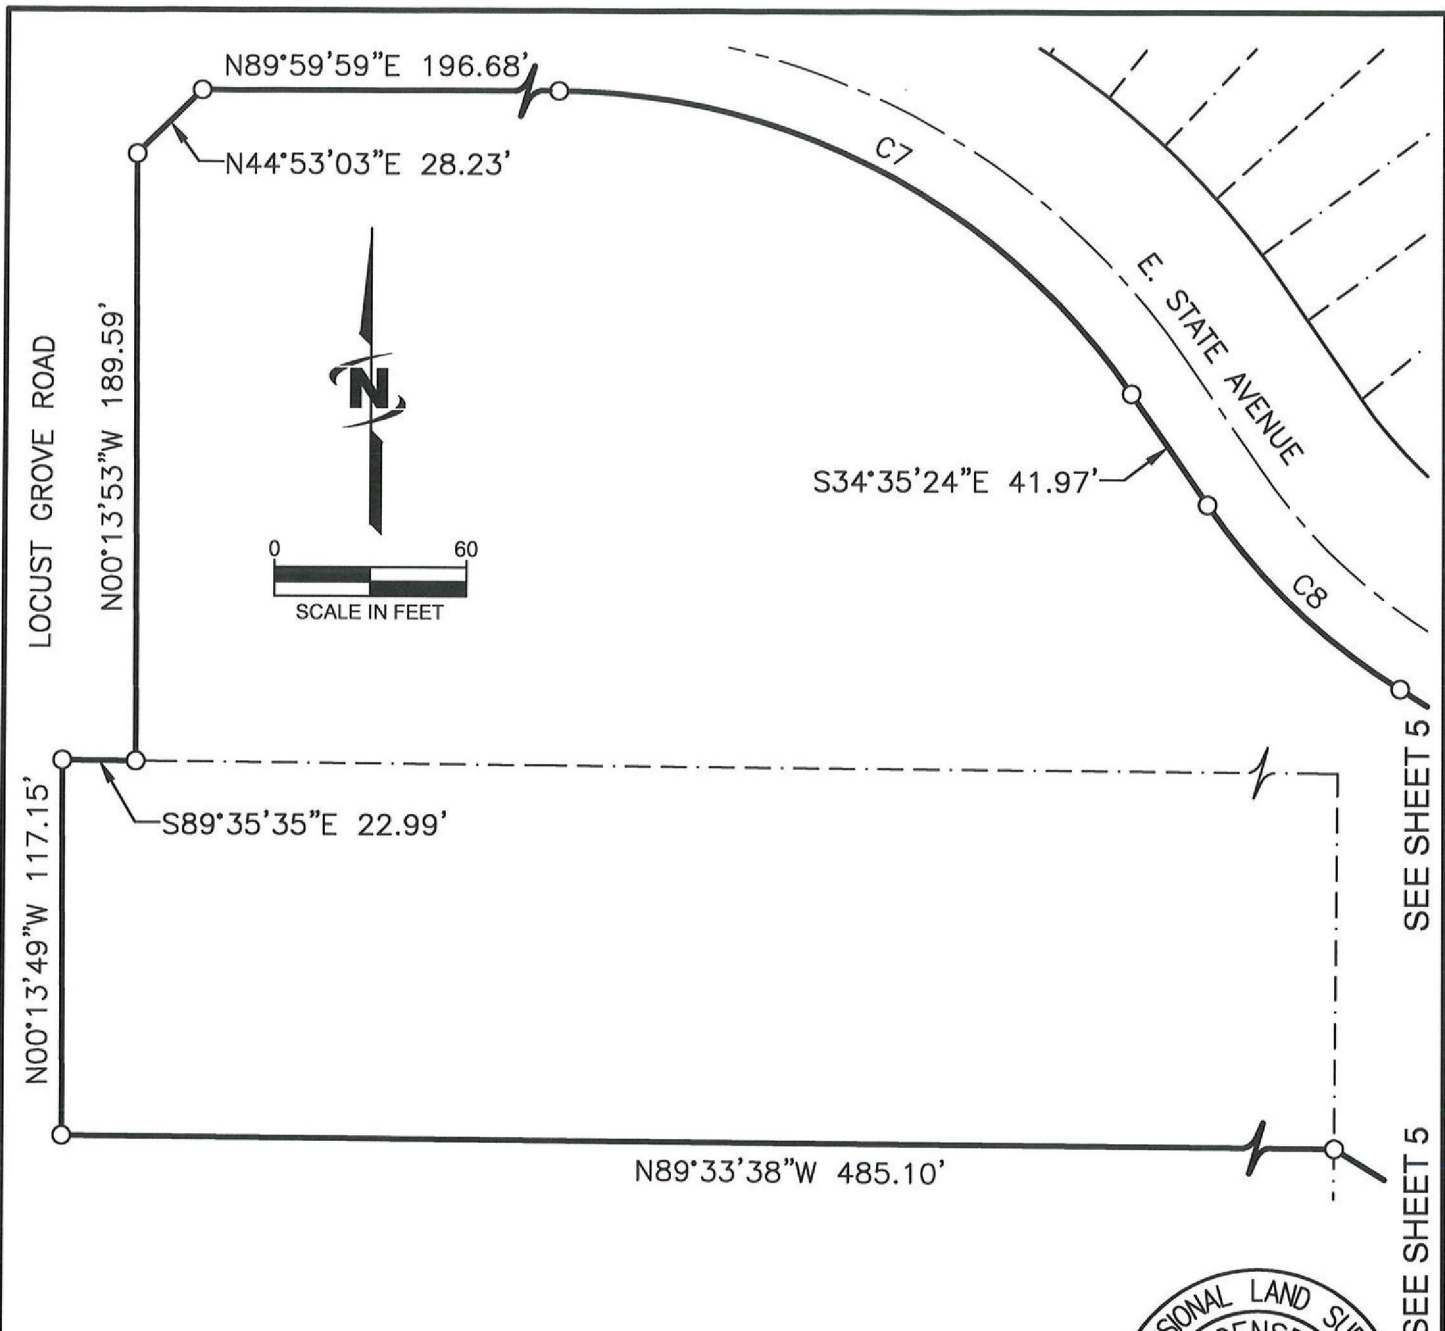 N89°59'59"E 196.68'
N44°53'03"E 28.23'
C7
E. STATE AVENUE
LOCUST GROVE ROAD
N00°13'53"W 189.59'
N
0 60
SCALE IN FEET
S34°35'24"E 41.97'
C8
SEE SHEET 5
S89°35'35"E 22.99'
N00°13'49"W 117.15'
N89°33'38"W 485.10'
SEE SHEET 5
LAND